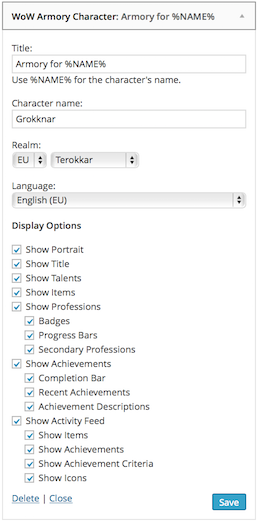 WoW Armory Character: Armory for %NAME%
Title:
Armory for %NAME%
Use %NAME% for the character's name.
Character name:
Grokknar
Realm:
EU Terokkar
Language:
English (EU)
Display Options
Show Portrait
Show Title
Show Talents
Show Items
Show Professions
Badges
Progress Bars
Secondary Professions
Show Achievements
Completion Bar
Recent Achievements
Achievement Descriptions
Show Activity Feed
Show Items
Show Achievements
Show Achievement Criteria
Show Icons
Delete | Close Save